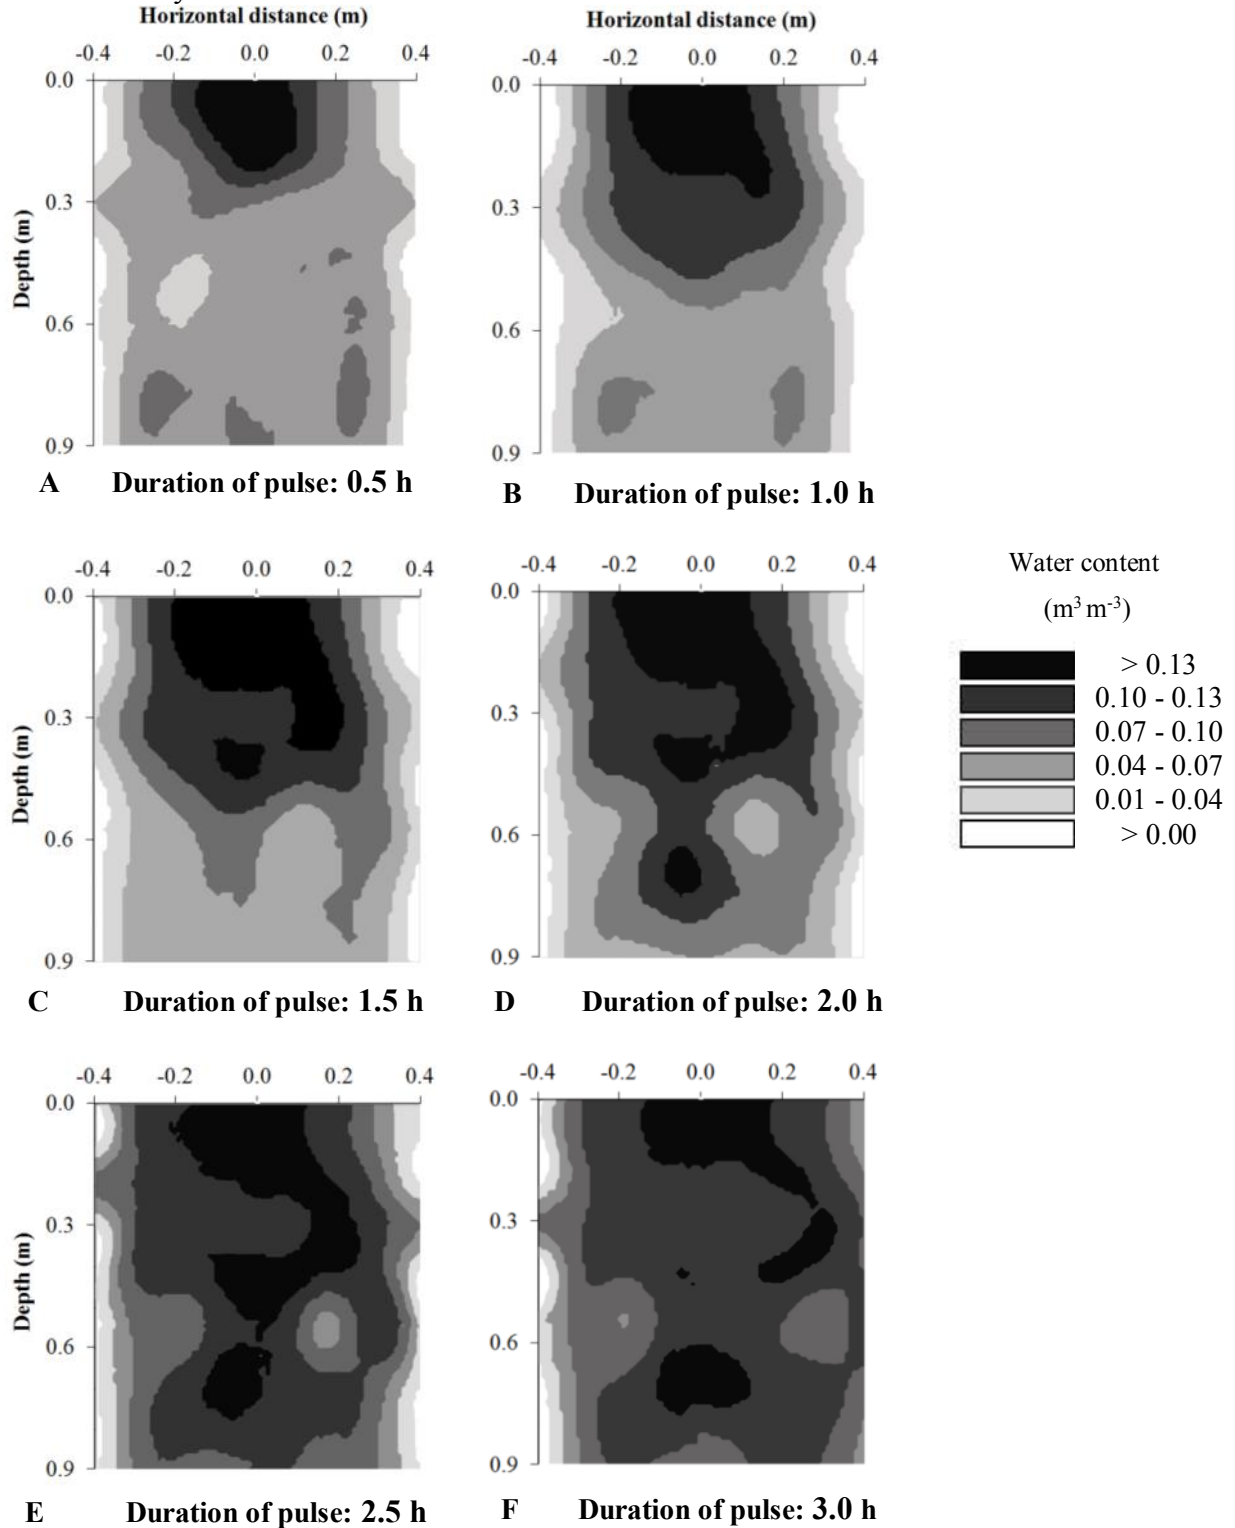 Horizontal distance (m)
Horizontal distance (m)
-0.4 -0.2 0.0 0.2 0.4
-0.4 -0.2 0.0 0.2 0.4
0.0
0.3
0.6
0.9
Depth (m)
0.0
0.3
0.6
0.9
A Duration of pulse: 0.5 h
B Duration of pulse: 1.0 h
-0.4 -0.2 0.0 0.2 0.4
-0.4 -0.2 0.0 0.2 0.4
0.0
0.3
0.6
0.9
Depth (m)
0.0
0.3
0.6
0.9
C Duration of pulse: 1.5 h
D Duration of pulse: 2.0 h
Water content
(m³ m⁻³)
> 0.13
0.10 - 0.13
0.07 - 0.10
0.04 - 0.07
0.01 - 0.04
> 0.00
-0.4 -0.2 0.0 0.2 0.4
-0.4 -0.2 0.0 0.2 0.4
0.0
0.3
0.6
0.9
Depth (m)
0.0
0.3
0.6
0.9
E Duration of pulse: 2.5 h
F Duration of pulse: 3.0 h